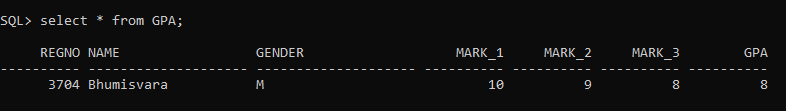 SQL> select * from GPA;
REGNO NAME GENDER MARK_1 MARK_2 MARK_3 GPA
---------- -------------------- -------------------- ---------- ---------- ---------- ----------
3704 Bhumisvara M 10 9 8 8